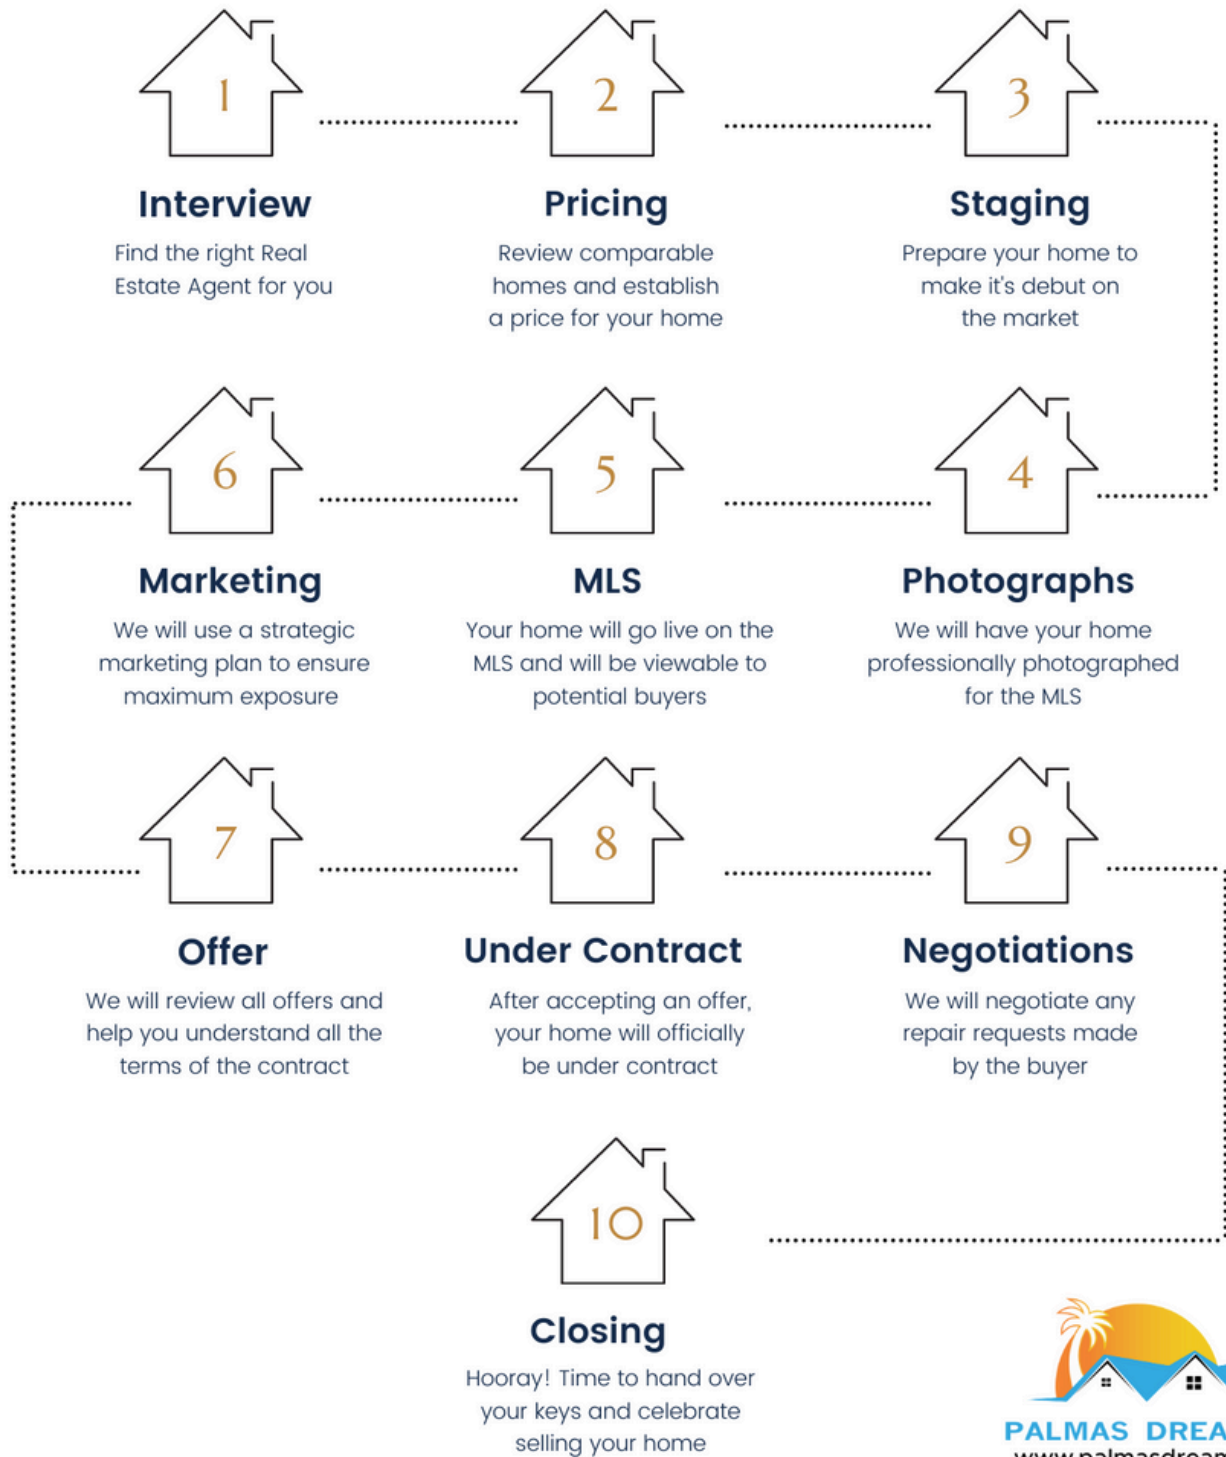 1
Interview
Find the right Real
Estate Agent for you
2
Pricing
Review comparable
homes and establish
a price for your home
3
Staging
Prepare your home to
make it's debut on
the market
4
Photographs
We will have your home
professionally photographed
for the MLS
5
MLS
Your home will go live on the
MLS and will be viewable to
potential buyers
6
Marketing
We will use a strategic
marketing plan to ensure
maximum exposure
7
Offer
We will review all offers and
help you understand all the
terms of the contract
8
Under Contract
After accepting an offer,
your home will officially
be under contract
9
Negotiations
We will negotiate any
repair requests made
by the buyer
10
Closing
Hooray! Time to hand over
your keys and celebrate
selling your home
PALMAS